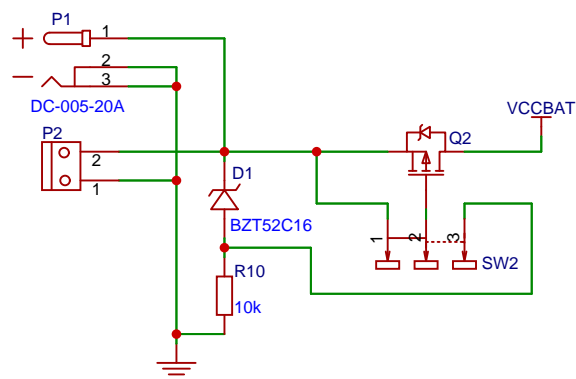 P1
+
1
2
−
3
DC-005-20A
P2
2
1
D1
BZT52C16
R10
10k
Q2
VCCBAT
1
2
3
SW2